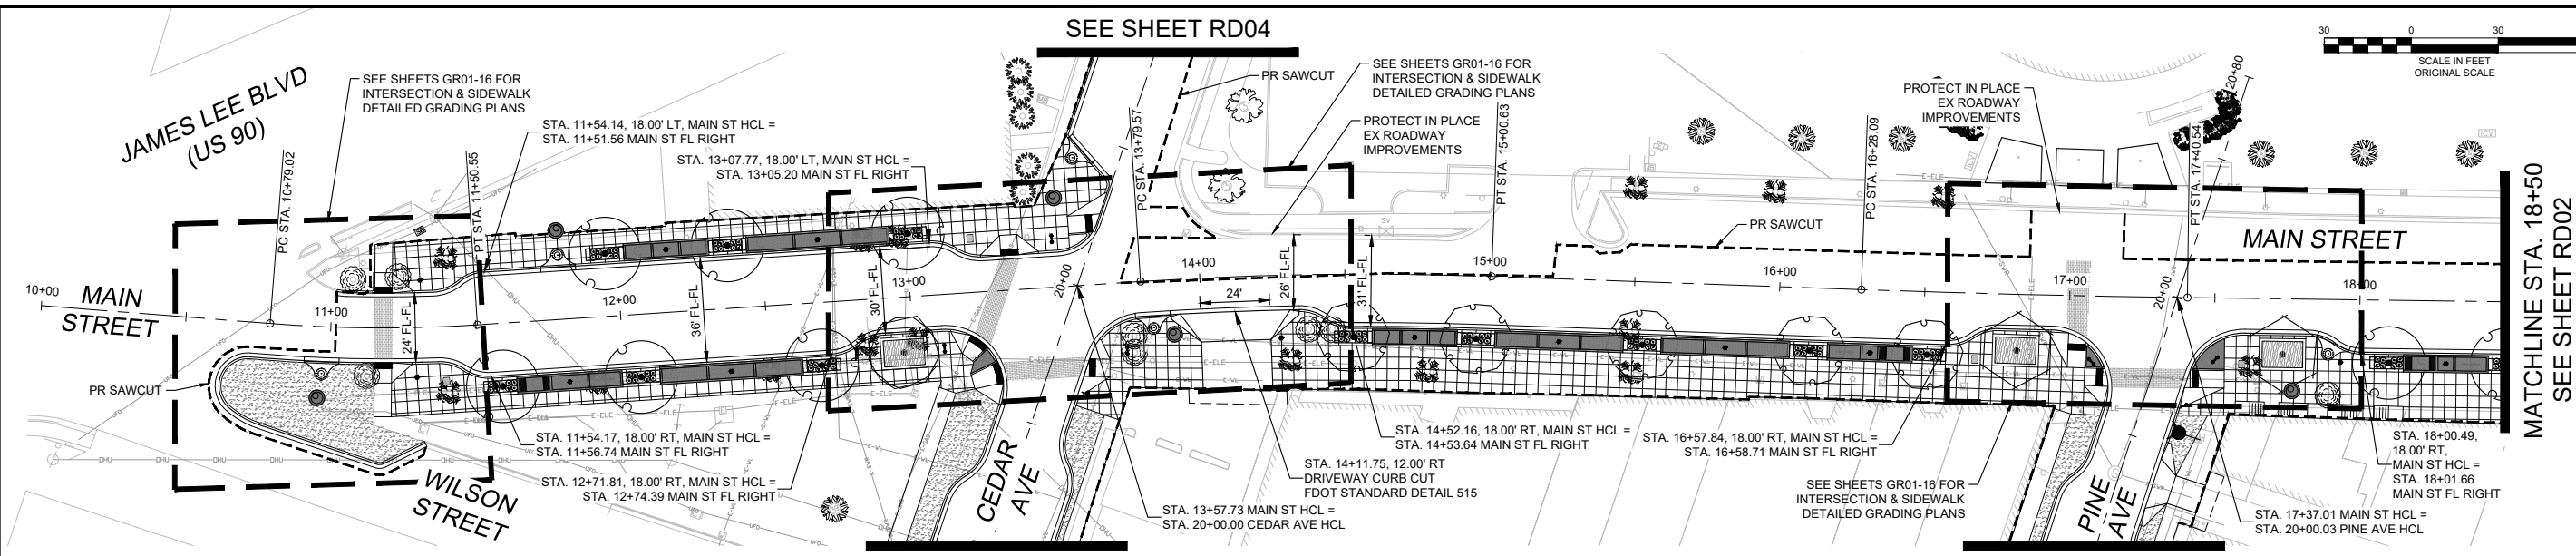 SEE SHEET RD04
30
0
30
SCALE IN FEET
ORIGINAL SCALE
JAMES LEE BLVD
(US 90)
SEE SHEETS GR01-16 FOR
INTERSECTION & SIDEWALK
DETAILED GRADING PLANS
STA. 11+54.14, 18.00' LT, MAIN ST HCL =
STA. 11+51.56 MAIN ST FL RIGHT
STA. 13+07.77, 18.00' LT, MAIN ST HCL =
STA. 13+05.20 MAIN ST FL RIGHT
PR SAWCUT
SEE SHEETS GR01-16 FOR
INTERSECTION & SIDEWALK
DETAILED GRADING PLANS
PROTECT IN PLACE
EX ROADWAY
IMPROVEMENTS
PROTECT IN PLACE
EX ROADWAY
IMPROVEMENTS
PC STA. 10+79.02
PT STA. 11+50.55
PC STA. 13+79.57
PT STA. 15+00.63
PC STA. 16+28.09
PT STA. 17+40.54
20+80
ICV
ICV
SV
E-ELE
PR SAWCUT
MAIN STREET
MATCHLINE STA. 18+50
SEE SHEET RD02
10+00
MAIN
STREET
11+00
12+00
13+00
14+00
15+00
16+00
17+00
18+00
20+00
20+00
24' FL-FL
36' FL-FL
30' FL-FL
24'
26' FL-FL
31' FL-FL
PR SAWCUT
STA. 11+54.17, 18.00' RT, MAIN ST HCL =
STA. 11+56.74 MAIN ST FL RIGHT
STA. 12+71.81, 18.00' RT, MAIN ST HCL =
STA. 12+74.39 MAIN ST FL RIGHT
WILSON
STREET
CEDAR
AVE
STA. 13+57.73 MAIN ST HCL =
STA. 20+00.00 CEDAR AVE HCL
STA. 14+11.75, 12.00' RT
DRIVEWAY CURB CUT
FDOT STANDARD DETAIL 515
STA. 14+52.16, 18.00' RT, MAIN ST HCL =
STA. 14+53.64 MAIN ST FL RIGHT
STA. 16+57.84, 18.00' RT, MAIN ST HCL =
STA. 16+58.71 MAIN ST FL RIGHT
SEE SHEETS GR01-16 FOR
INTERSECTION & SIDEWALK
DETAILED GRADING PLANS
PINE
AVE
STA. 17+37.01 MAIN ST HCL =
STA. 20+00.03 PINE AVE HCL
STA. 18+00.49,
18.00' RT,
MAIN ST HCL =
STA. 18+01.66
MAIN ST FL RIGHT